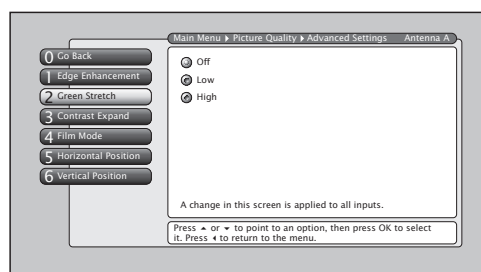 Main Menu ▶ Picture Quality ▶ Advanced Settings Antenna A
0 Go Back
1 Edge Enhancement
2 Green Stretch
3 Contrast Expand
4 Film Mode
5 Horizontal Position
6 Vertical Position
Off
Low
High
A change in this screen is applied to all inputs.
Press ▲ or ▼ to point to an option, then press OK to select
it. Press ◀ to return to the menu.